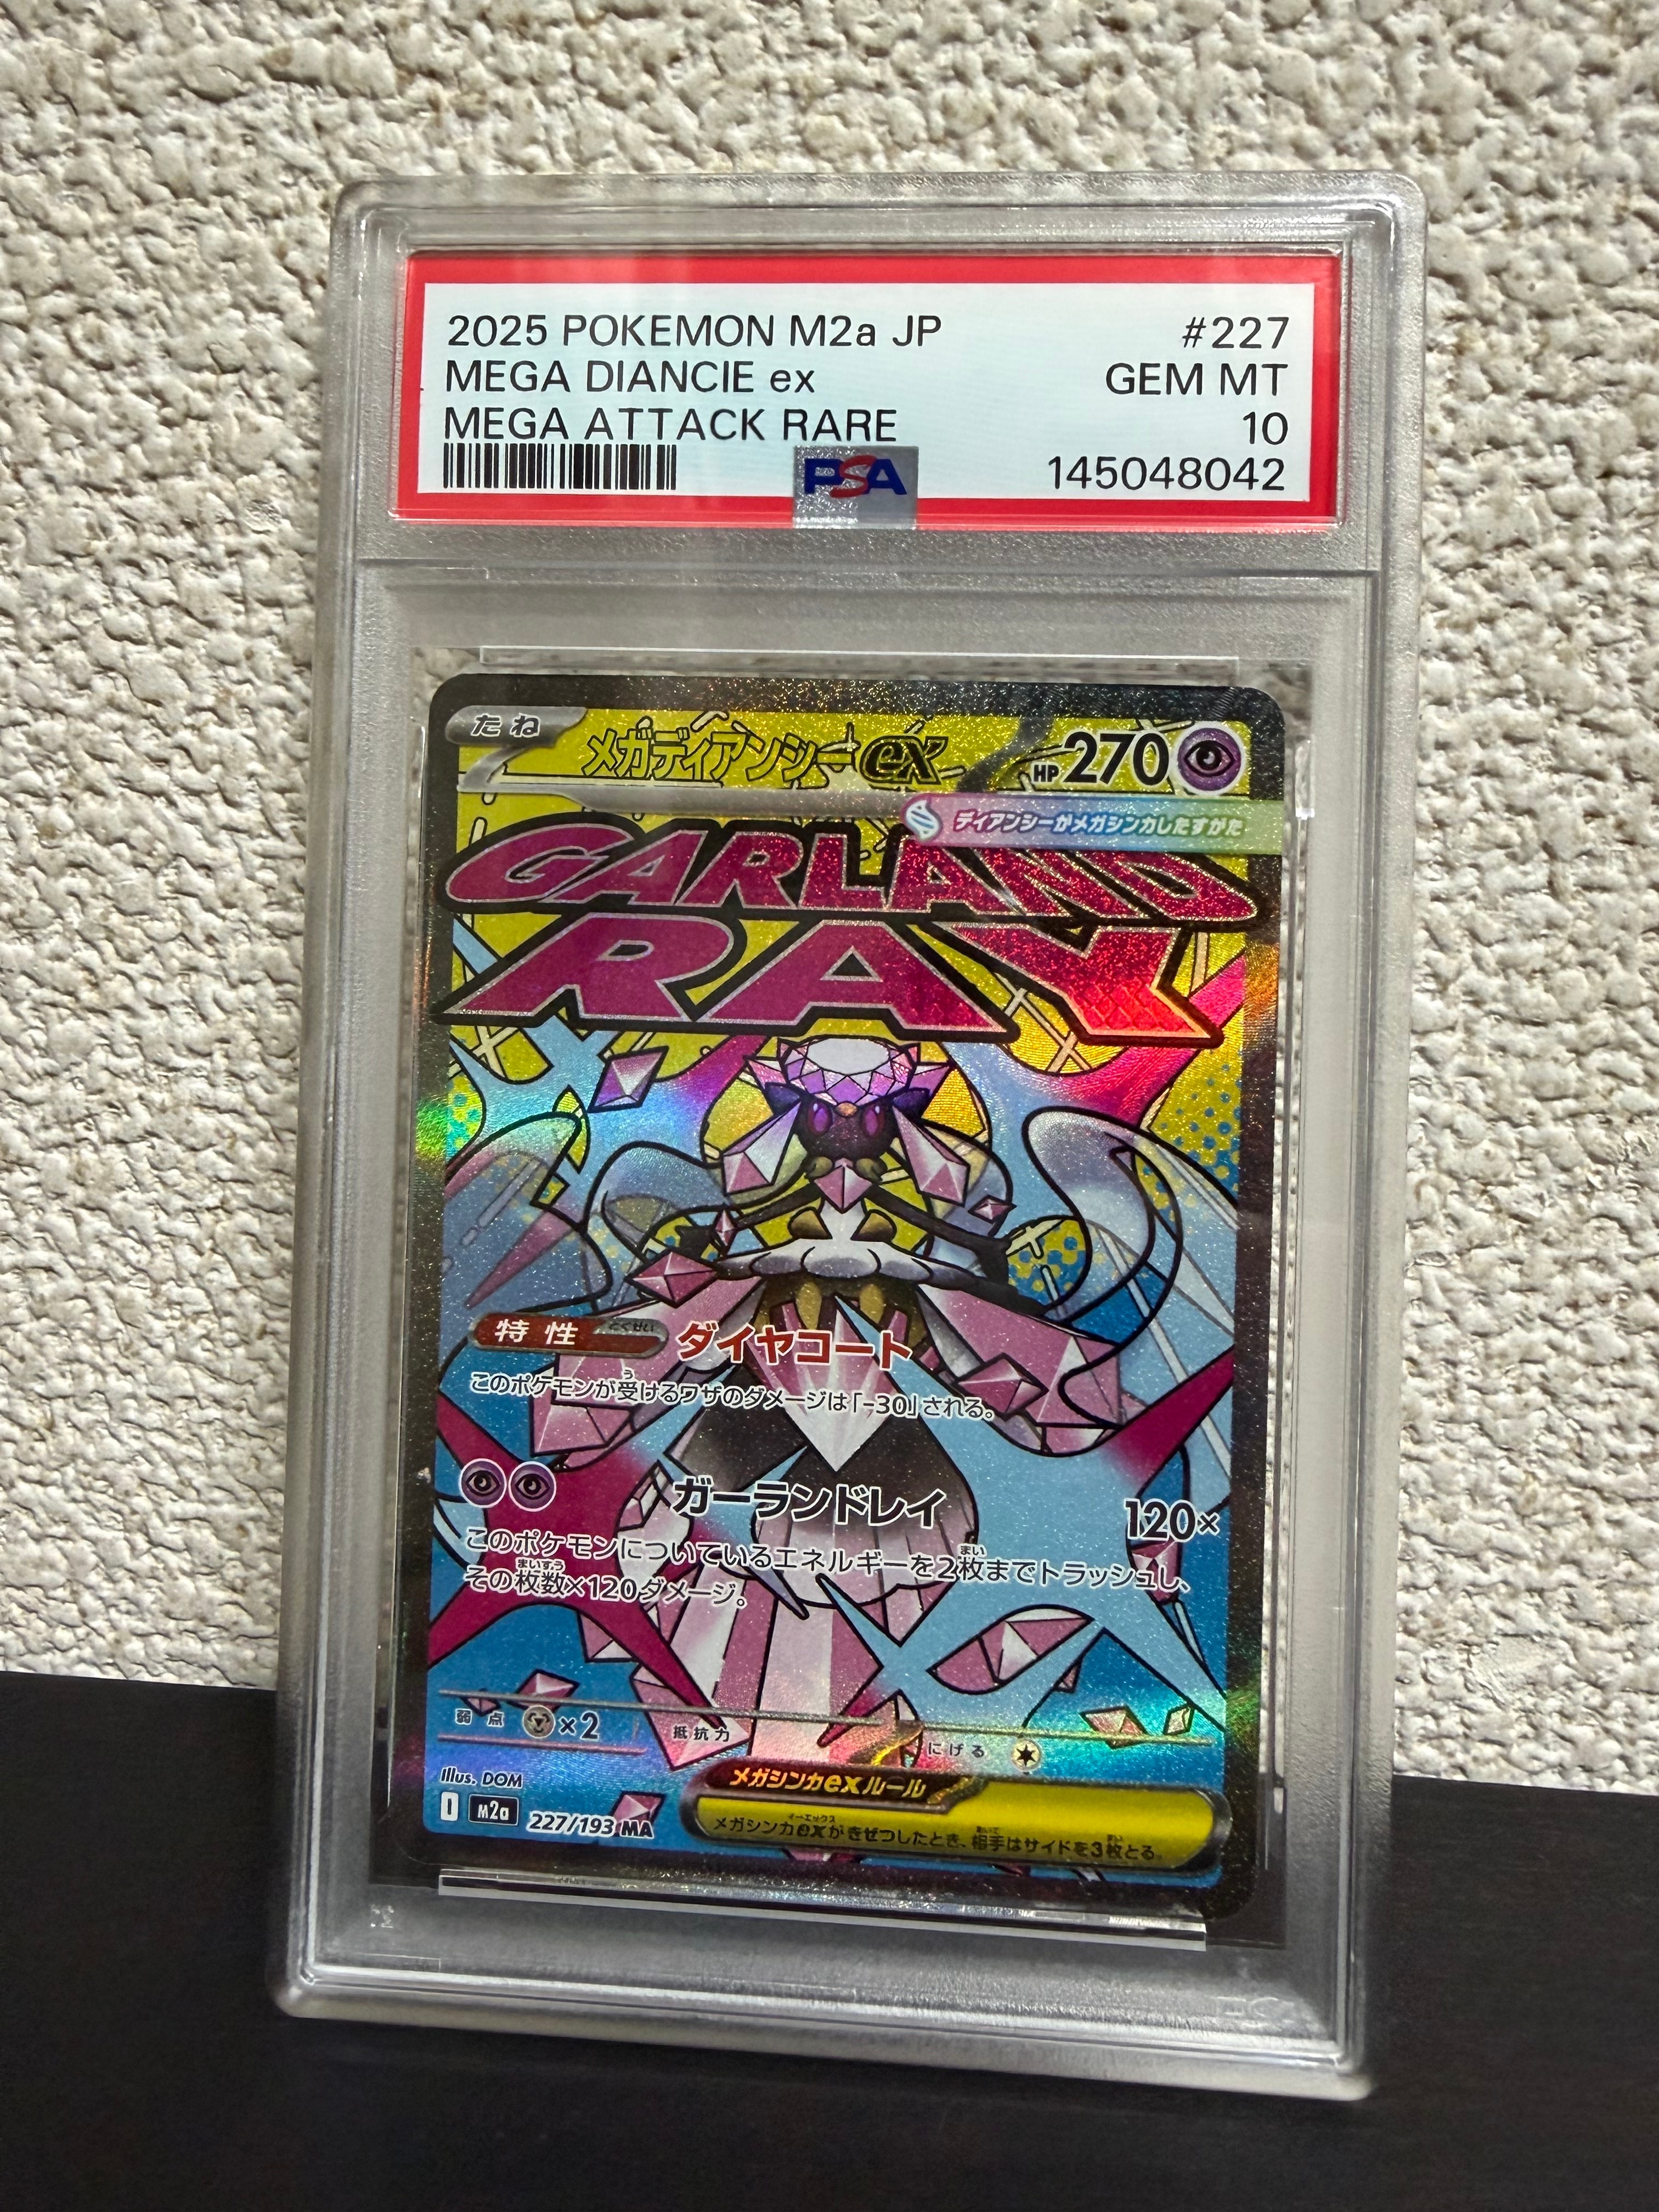 2025 POKEMON M2a JP #227
MEGA DIANCIE ex GEM MT
MEGA ATTACK RARE 10
PSA 145048042
たね メガディアンシーex HP270
ディアンシーがメガシンカしたすがた
GARLAND
RAY
特性 ダイヤコート
このポケモンが受けるワザのダメージは「-30」される。
ガーランドレイ 120×
このポケモンについているエネルギーを2枚までトラッシュし、
その枚数×120ダメージ。
弱点 ×2 抵抗力 にげる
Illus. DOM
メガシンカexルール
I M2a 227/193 MA
メガシンカexがきぜつしたとき、相手はサイドを3枚とる。